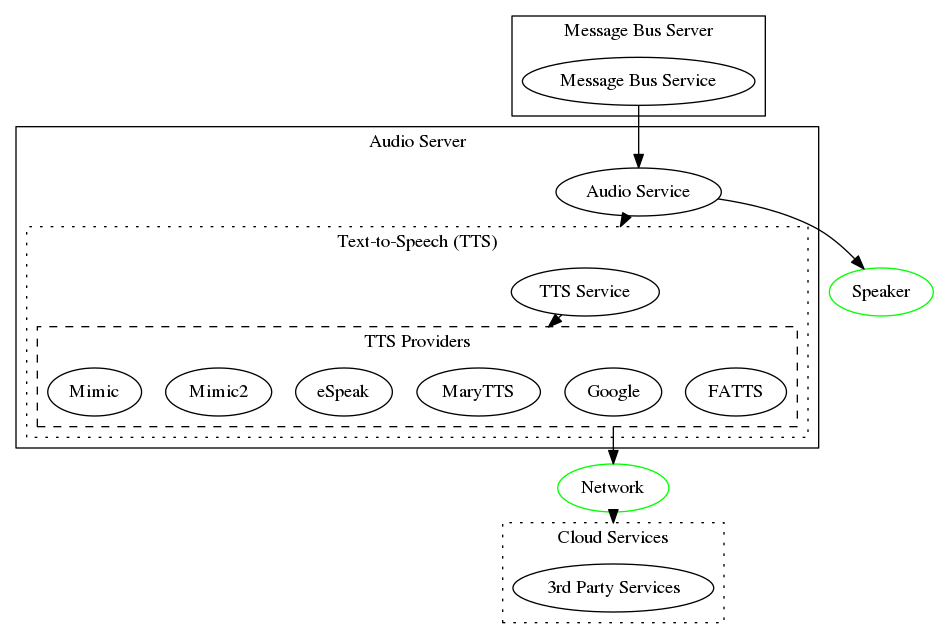 Message Bus Server
Message Bus Service
Audio Server
Audio Service
Text-to-Speech (TTS)
TTS Service
Speaker
TTS Providers
Mimic
Mimic2
eSpeak
MaryTTS
Google
FATTS
Network
Cloud Services
3rd Party Services